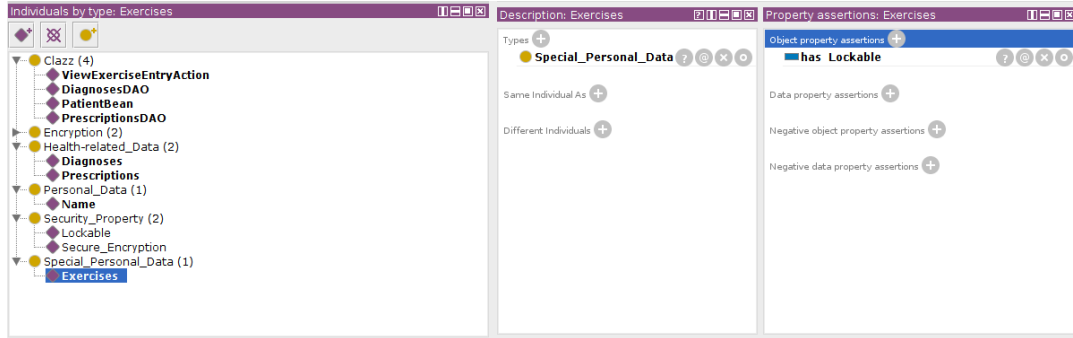 Individuals by type: Exercises
Clazz (4)
ViewExerciseEntryAction
DiagnosesDAO
PatientBean
PrescriptionsDAO
Encryption (2)
Health-related_Data (2)
Diagnoses
Prescriptions
Personal_Data (1)
Name
Security_Property (2)
Lockable
Secure_Encryption
Special_Personal_Data (1)
Exercises
Description: Exercises
Types
Special_Personal_Data
Same Individual As
Different Individuals
Property assertions: Exercises
Object property assertions
has Lockable
Data property assertions
Negative object property assertions
Negative data property assertions